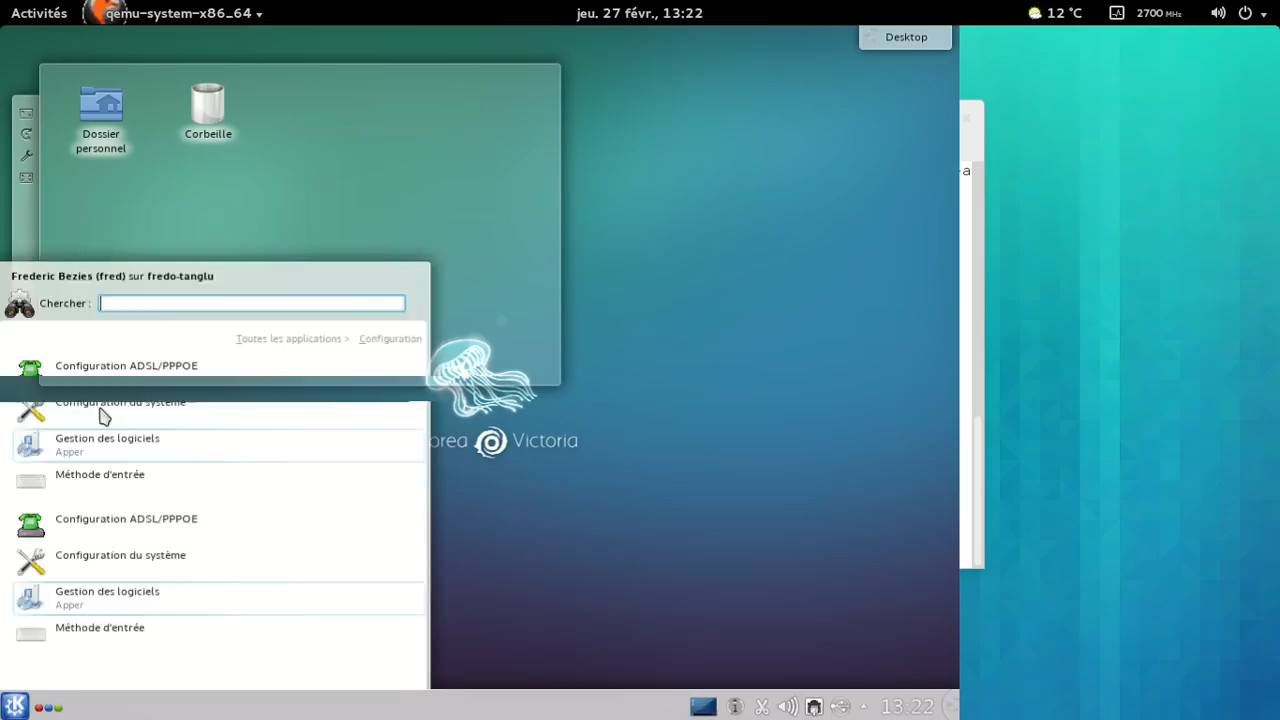 Activités
qemu-system-x86_64
jeu. 27 févr., 13:22
12 °C
2700 MHz
Desktop
Dossier
personnel
Corbeille
Frederic Bezies (fred) sur fredo-tanglu
Chercher :
Toutes les applications > Configuration
Configuration ADSL/PPPOE
Configuration du système
Gestion des logiciels
Apper
Méthode d'entrée
Configuration ADSL/PPPOE
Configuration du système
Gestion des logiciels
Apper
Méthode d'entrée
orea Victoria
a
13:22